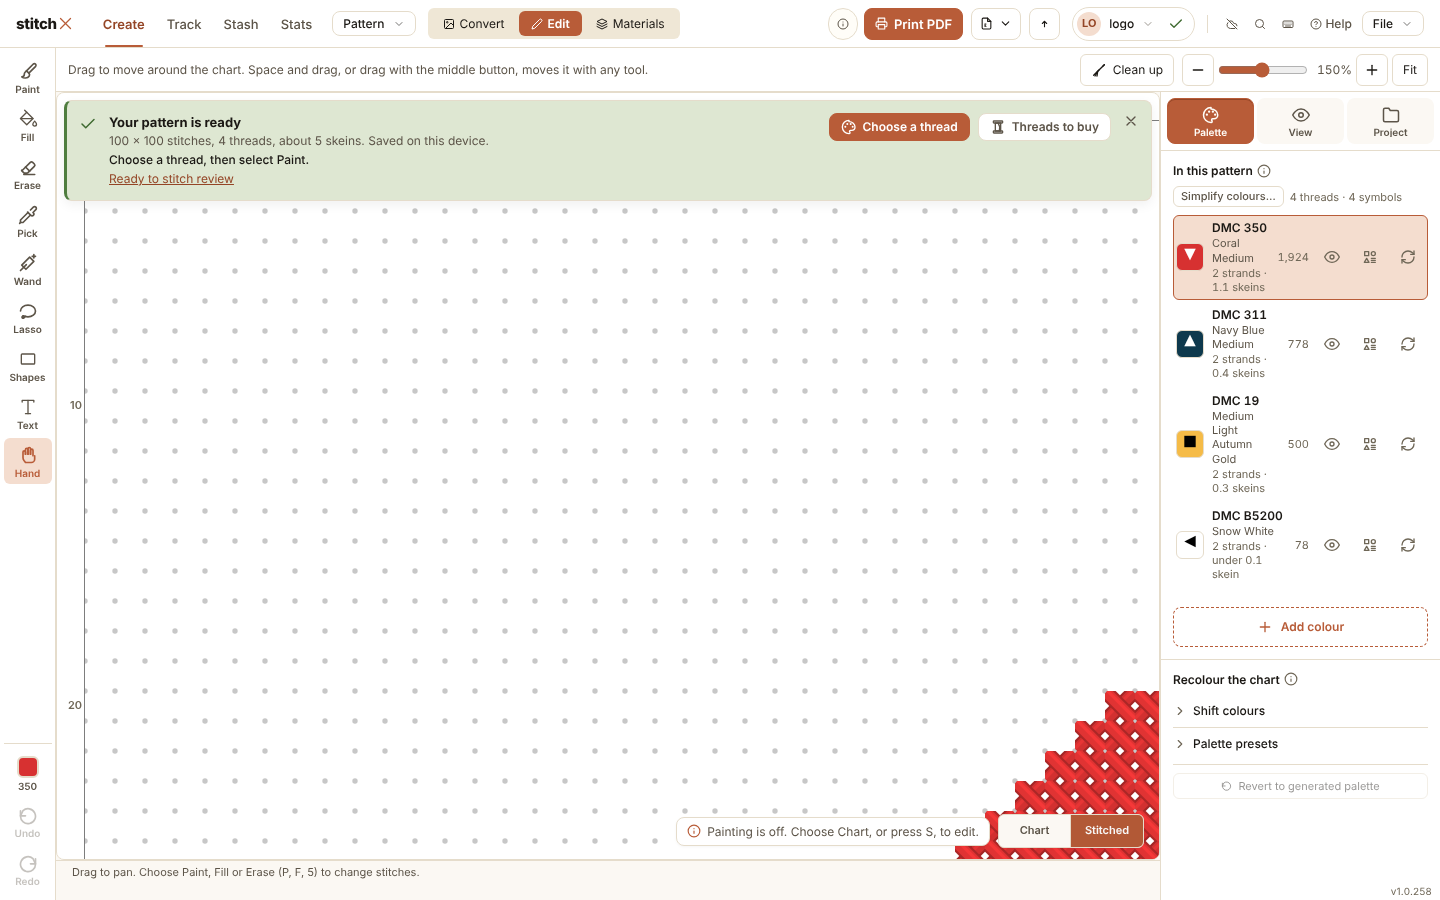 stitch
Create
Track
Stash
Stats
Pattern
Convert
Edit
Materials
Print PDF
LO
logo
Help
File
Drag to move around the chart. Space and drag, or drag with the middle button, moves it with any tool.
Clean up
150%
Fit
Paint
Fill
Erase
Pick
Wand
Lasso
Shapes
Text
Hand
350
Undo
Redo
Your pattern is ready
100 × 100 stitches, 4 threads, about 5 skeins. Saved on this device.
Choose a thread, then select Paint.
Ready to stitch review
Choose a thread
Threads to buy
10
20
Painting is off. Choose Chart, or press S, to edit.
Chart
Stitched
Drag to pan. Choose Paint, Fill or Erase (P, F, 5) to change stitches.
Palette
View
Project
In this pattern
Simplify colours...
4 threads · 4 symbols
DMC 350
Coral
Medium
2 strands ·
1.1 skeins
1,924
DMC 311
Navy Blue
Medium
2 strands ·
0.4 skeins
778
DMC 19
Medium
Light
Autumn
Gold
2 strands ·
0.3 skeins
500
DMC B5200
Snow White
2 strands ·
under 0.1
skein
78
Add colour
Recolour the chart
Shift colours
Palette presets
Revert to generated palette
v1.0.258